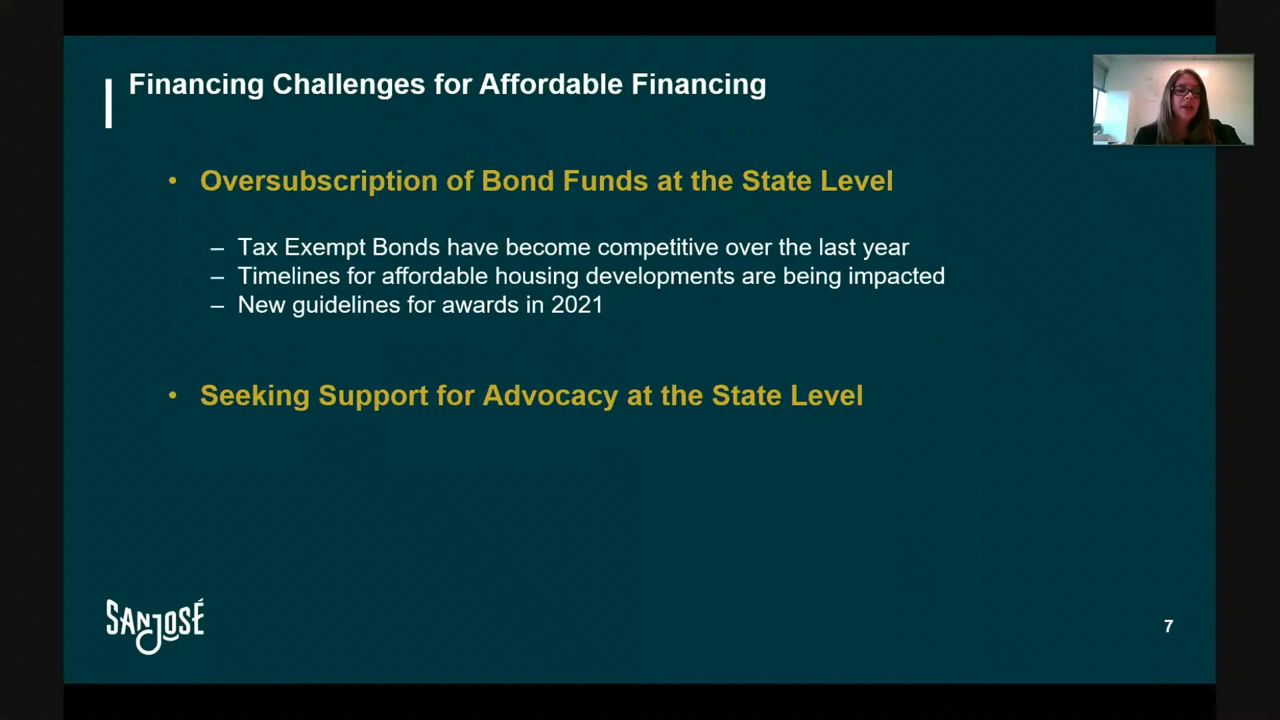 Financing Challenges for Affordable Financing
• Oversubscription of Bond Funds at the State Level
– Tax Exempt Bonds have become competitive over the last year
– Timelines for affordable housing developments are being impacted
– New guidelines for awards in 2021
• Seeking Support for Advocacy at the State Level
SAN JOSÉ
7